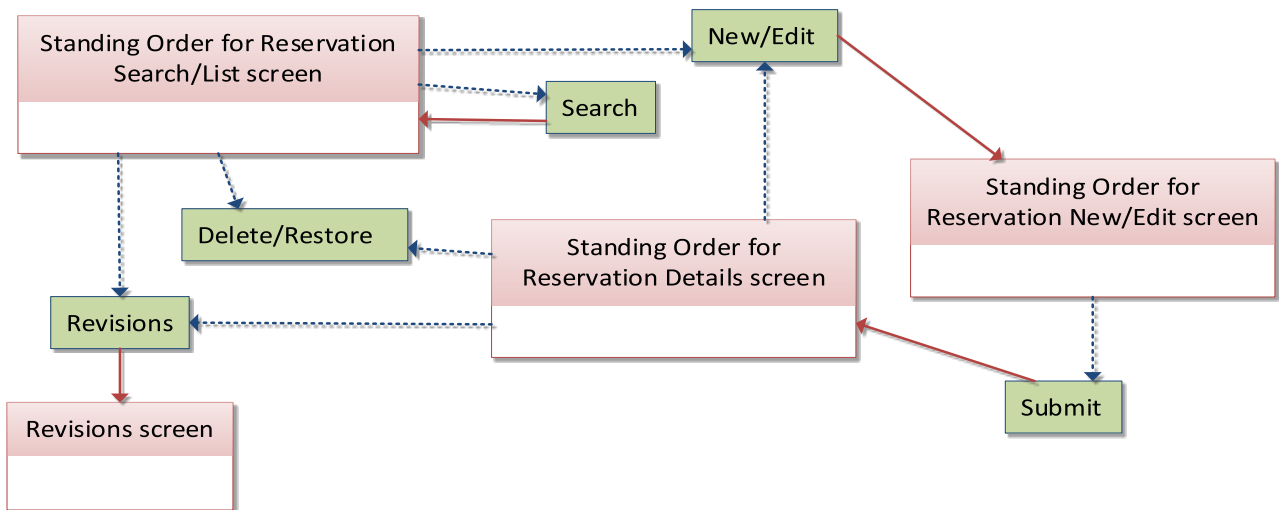 Standing Order for Reservation
Search/List screen
New/Edit
Search
Standing Order for
Reservation New/Edit screen
Delete/Restore
Standing Order for
Reservation Details screen
Revisions
Submit
Revisions screen